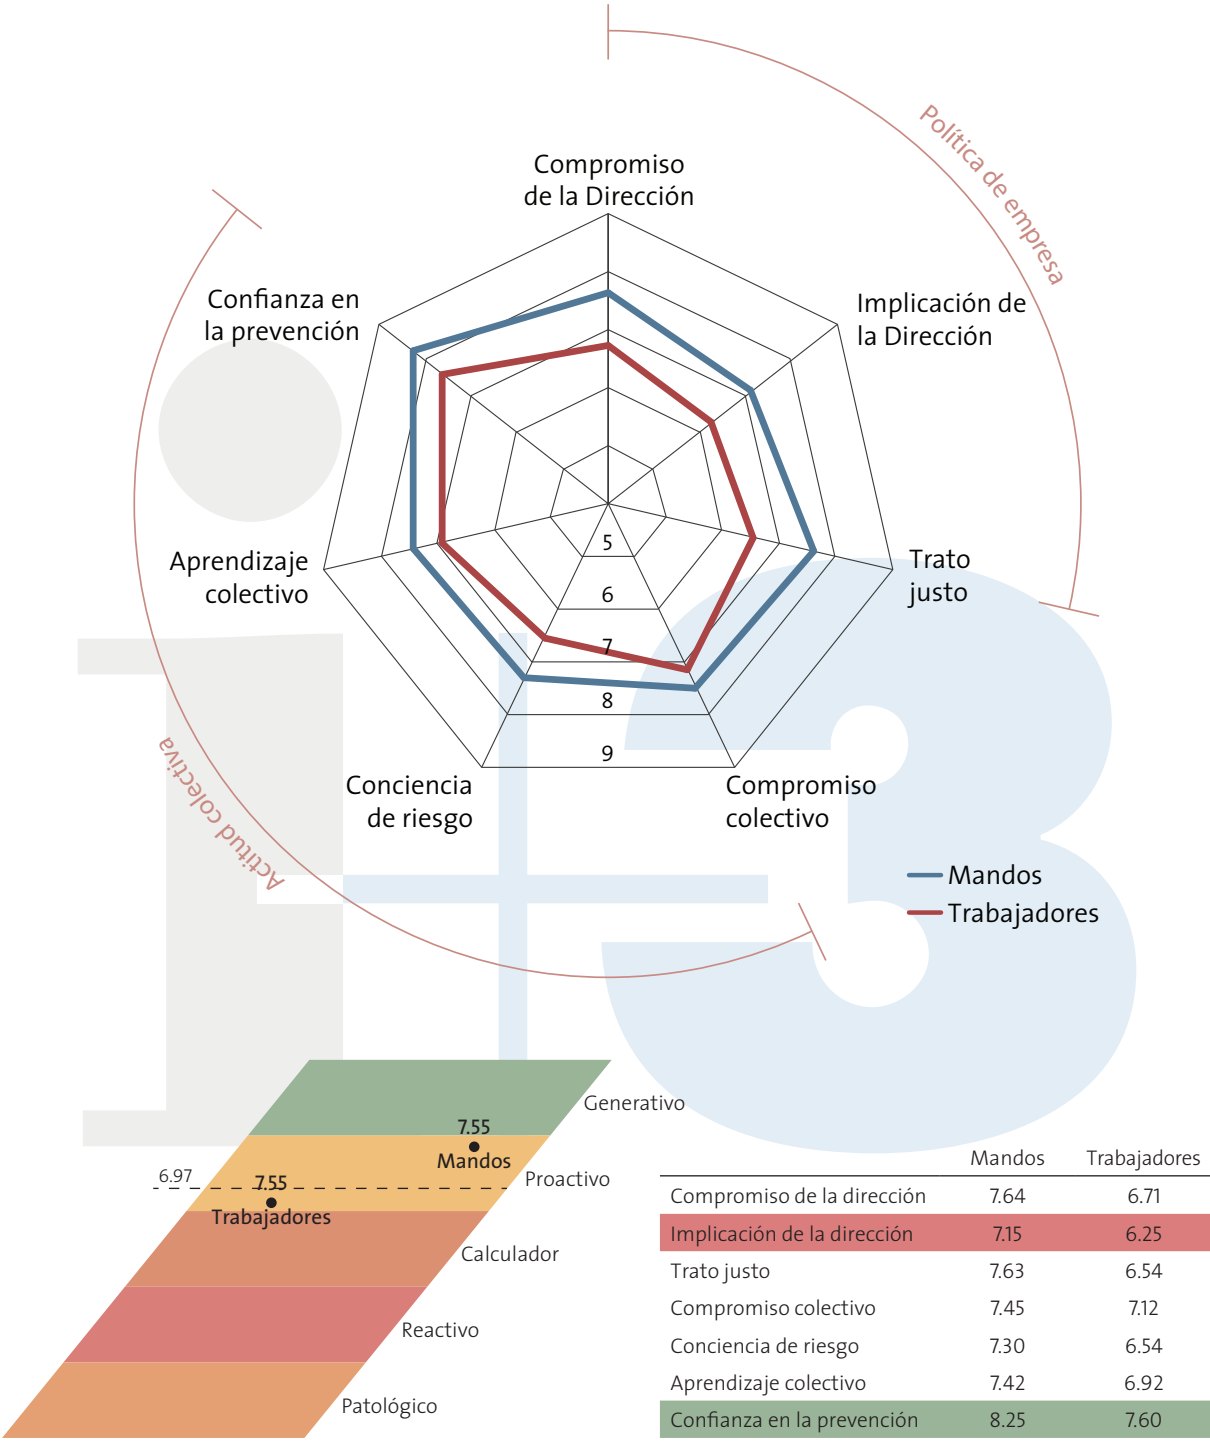 Política de empresa
Compromiso
de la Dirección
Confianza en
la prevención
Implicación de
la Dirección
Aprendizaje
colectivo
Trato
justo
5
6
7
8
9
Conciencia
de riesgo
Compromiso
colectivo
Actitud colectiva
Mandos
Trabajadores
i+3
Generativo
7.55
Mandos
Proactivo
6.97
7.55
Trabajadores
Calculador
Reactivo
Patológico
Mandos Trabajadores
Compromiso de la dirección 7.64 6.71
Implicación de la dirección 7.15 6.25
Trato justo 7.63 6.54
Compromiso colectivo 7.45 7.12
Conciencia de riesgo 7.30 6.54
Aprendizaje colectivo 7.42 6.92
Confianza en la prevención 8.25 7.60